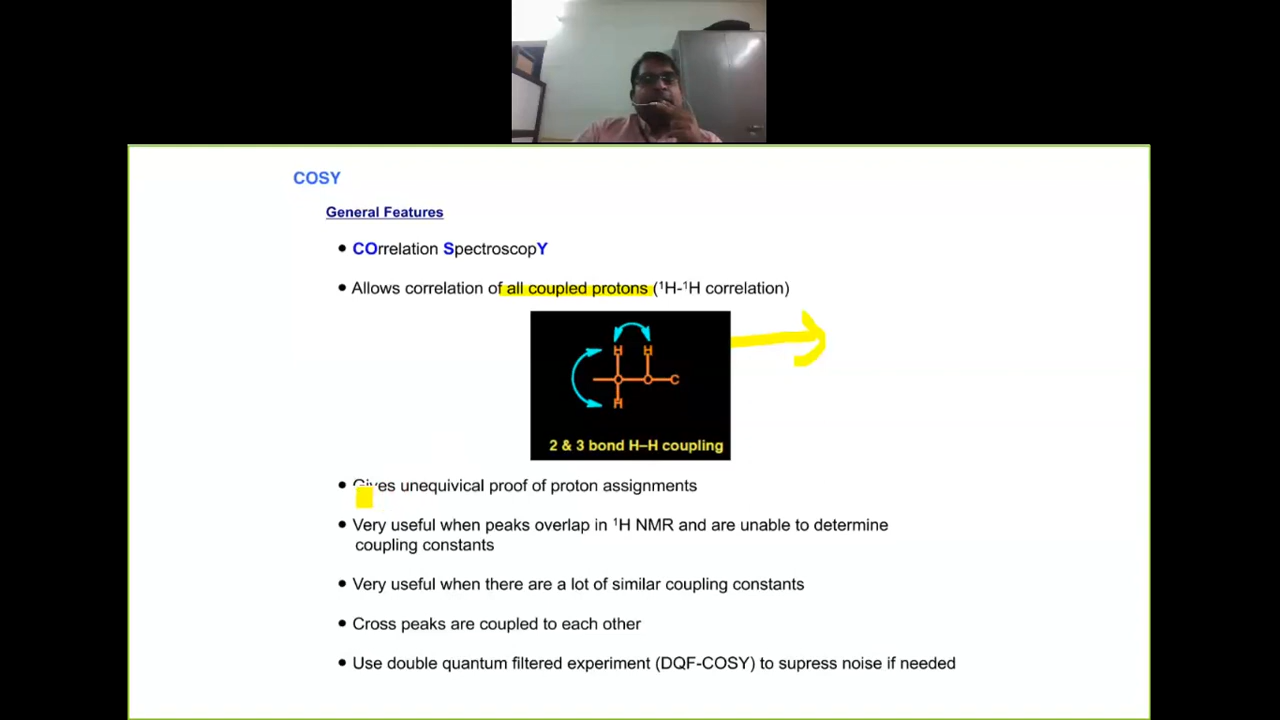 COSY
General Features
• COrrelation SpectroscopY
• Allows correlation of all coupled protons (¹H-¹H correlation)
H H
C C C
H
2 & 3 bond H–H coupling
• Gives unequivical proof of proton assignments
• Very useful when peaks overlap in ¹H NMR and are unable to determine
coupling constants
• Very useful when there are a lot of similar coupling constants
• Cross peaks are coupled to each other
• Use double quantum filtered experiment (DQF-COSY) to supress noise if needed